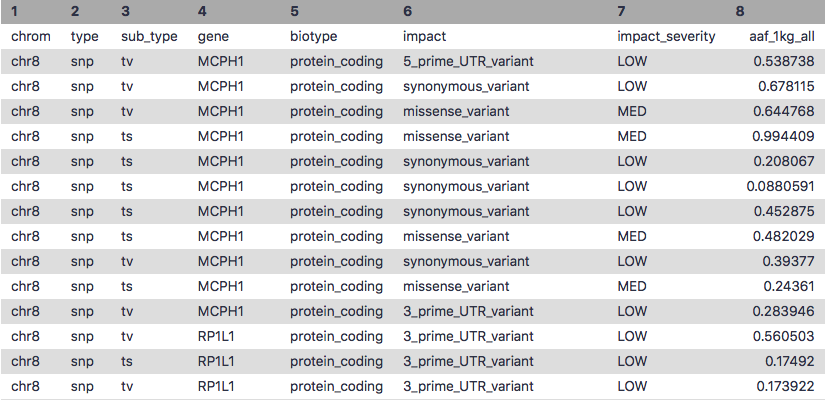 1 2 3 4 5 6 7 8
chrom type sub_type gene biotype impact impact_severity aaf_1kg_all
chr8 snp tv MCPH1 protein_coding 5_prime_UTR_variant LOW 0.538738
chr8 snp tv MCPH1 protein_coding synonymous_variant LOW 0.678115
chr8 snp tv MCPH1 protein_coding missense_variant MED 0.644768
chr8 snp ts MCPH1 protein_coding missense_variant MED 0.994409
chr8 snp ts MCPH1 protein_coding synonymous_variant LOW 0.208067
chr8 snp ts MCPH1 protein_coding synonymous_variant LOW 0.0880591
chr8 snp ts MCPH1 protein_coding synonymous_variant LOW 0.452875
chr8 snp ts MCPH1 protein_coding missense_variant MED 0.482029
chr8 snp tv MCPH1 protein_coding synonymous_variant LOW 0.39377
chr8 snp ts MCPH1 protein_coding missense_variant MED 0.24361
chr8 snp tv MCPH1 protein_coding 3_prime_UTR_variant LOW 0.283946
chr8 snp tv RP1L1 protein_coding 3_prime_UTR_variant LOW 0.560503
chr8 snp ts RP1L1 protein_coding 3_prime_UTR_variant LOW 0.17492
chr8 snp tv RP1L1 protein_coding 3_prime_UTR_variant LOW 0.173922